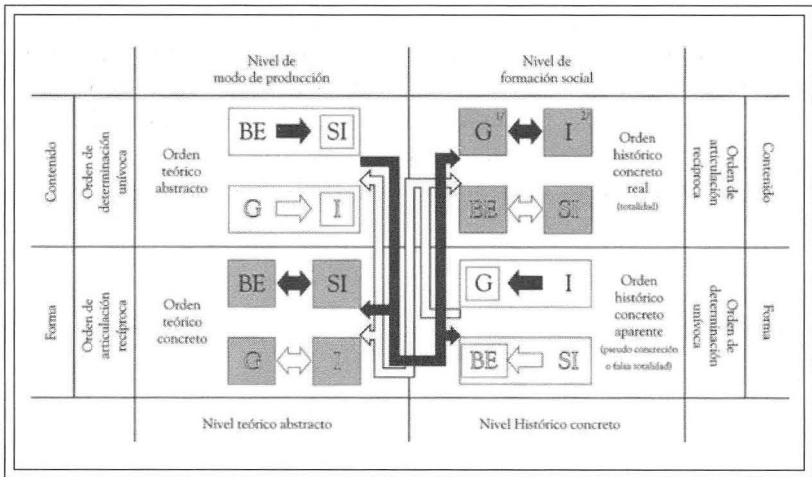 Nivel de
modo de producción
Nivel de
formación social
Contenido
Orden de
determinación
unívoca
Orden
teórico
abstracto
BE SI
G I
G 1/ I 2/
BE SI
Orden
histórico
concreto
real
(totalidad)
Orden de
articulación
recíproca
Contenido
Forma
Orden de
articulación
recíproca
Orden
teórico
concreto
BE SI
G I
G I
BE SI
Orden
histórico
concreto
aparente
(pseudo concreción
o falsa totalidad)
Orden de
determinación
unívoca
Forma
Nivel teórico abstracto
Nivel Histórico concreto